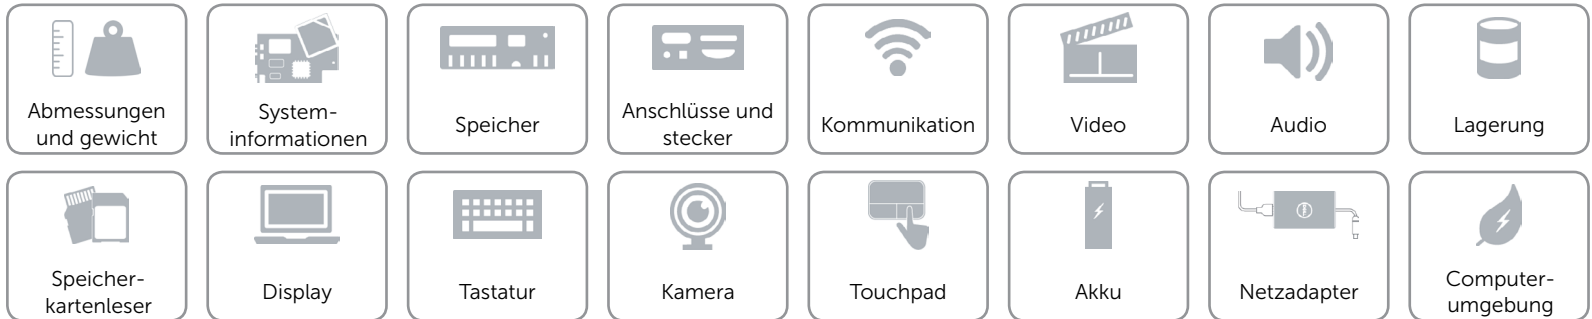 Abmessungen
und gewicht
System-
informationen
Speicher
Anschlüsse und
stecker
Kommunikation
Video
Audio
Lagerung
Speicher-
kartenleser
Display
Tastatur
Kamera
Touchpad
Akku
Netzadapter
Computer-
umgebung